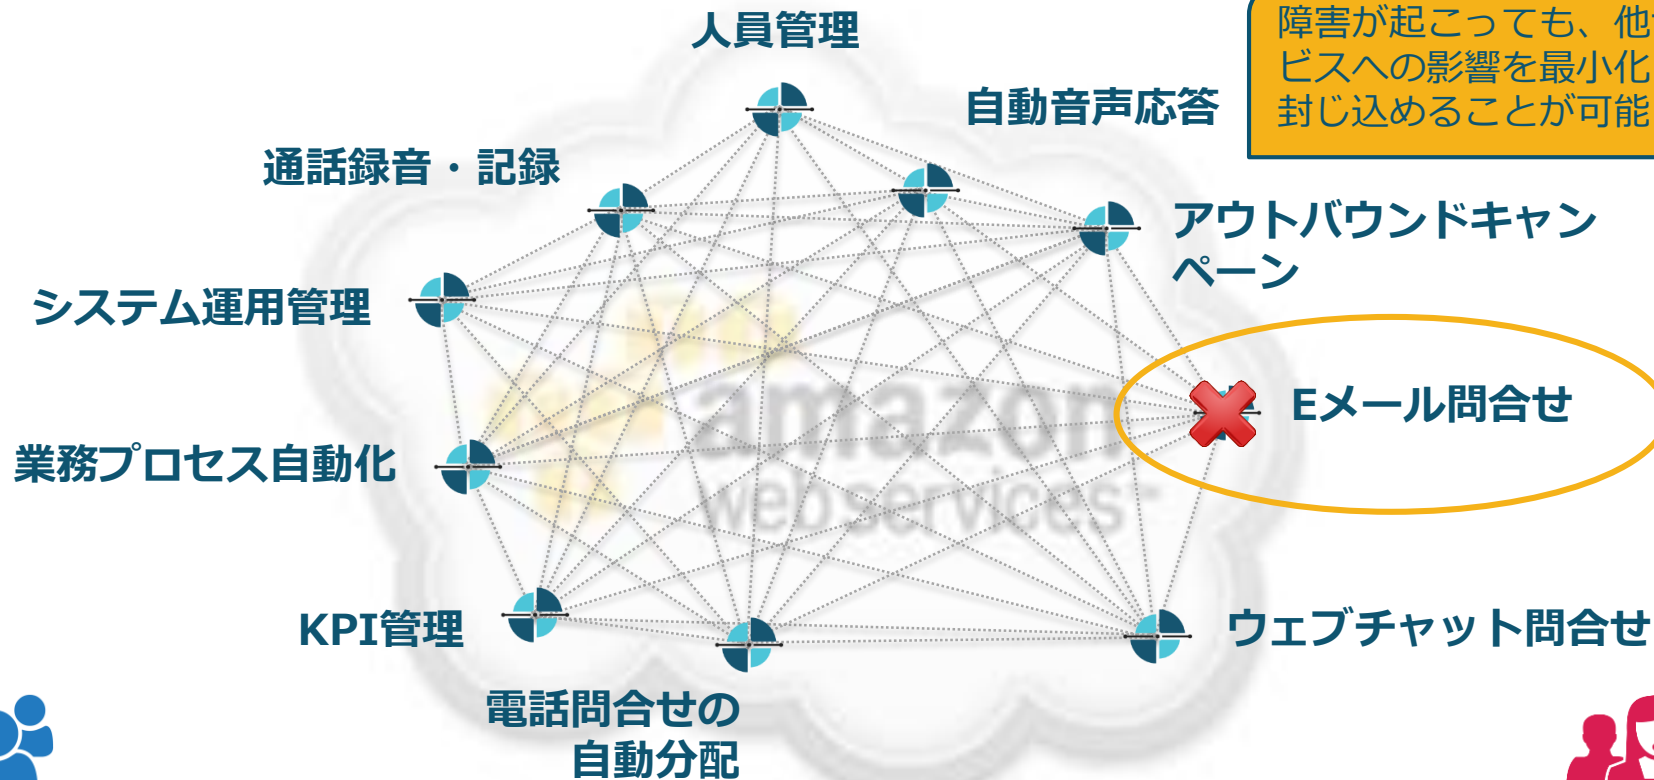 人員管理
障害が起こっても、他
ビスへの影響を最小化
封じ込めることが可能
自動音声応答
通話録音・記録
アウトバウンドキャン
ペーン
システム運用管理
Eメール問合せ
amazon
webservices
業務プロセス自動化
KPI管理
ウェブチャット問合せ
電話問合せの
自動分配